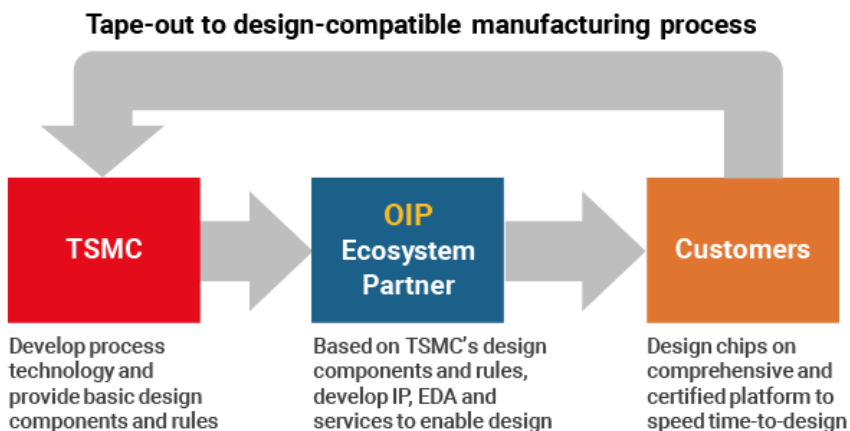 Tape-out to design-compatible manufacturing process
TSMC
OIP
Ecosystem
Partner
Customers
Develop process
technology and
provide basic design
components and rules
Based on TSMC's design
components and rules,
develop IP, EDA and
services to enable design
Design chips on
comprehensive and
certified platform to
speed time-to-design